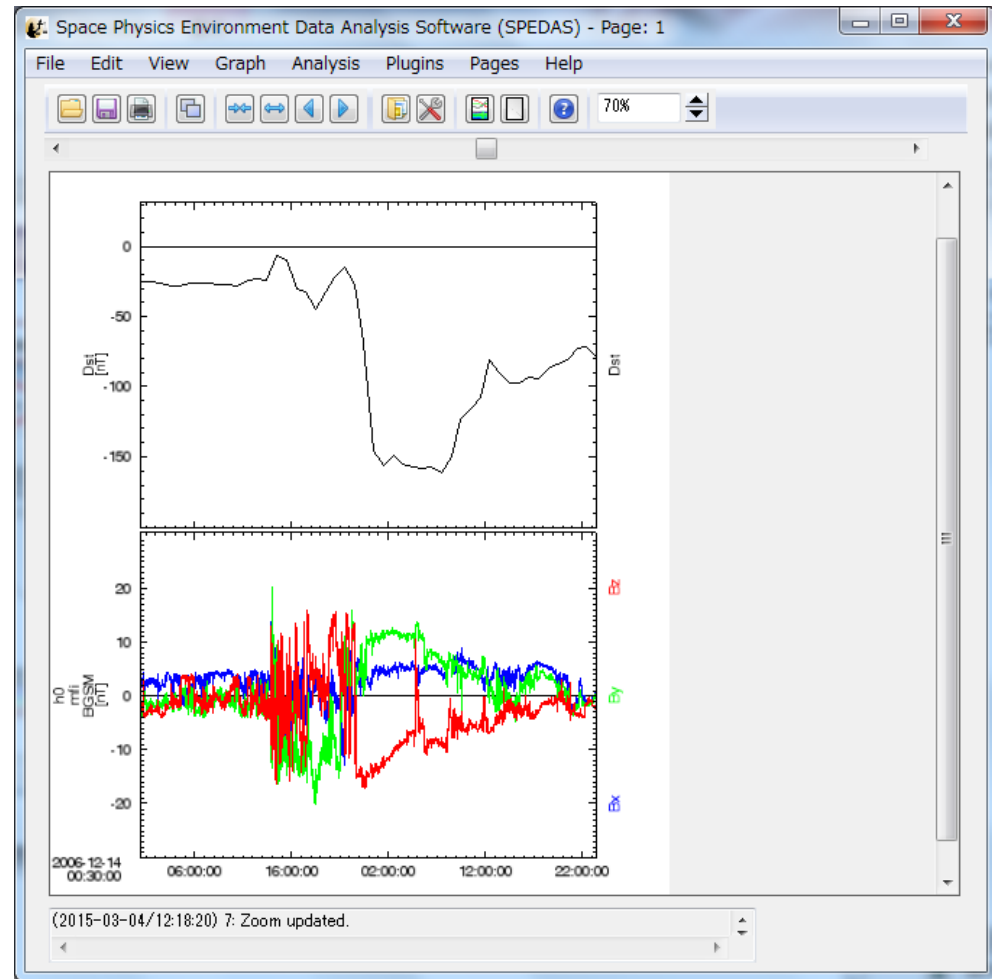 Space Physics Environment Data Analysis Software (SPEDAS) - Page: 1
File Edit View Graph Analysis Plugins Pages Help
70%
0
-50
-100
-150
Dst
[nT]
Dst
20
10
0
-10
-20
h0
mfi
BGSM
[nT]
Bz
By
Bx
2006-12-14
00:30:00
06:00:00 16:00:00 02:00:00 12:00:00 22:00:00
(2015-03-04/12:18:20) 7: Zoom updated.